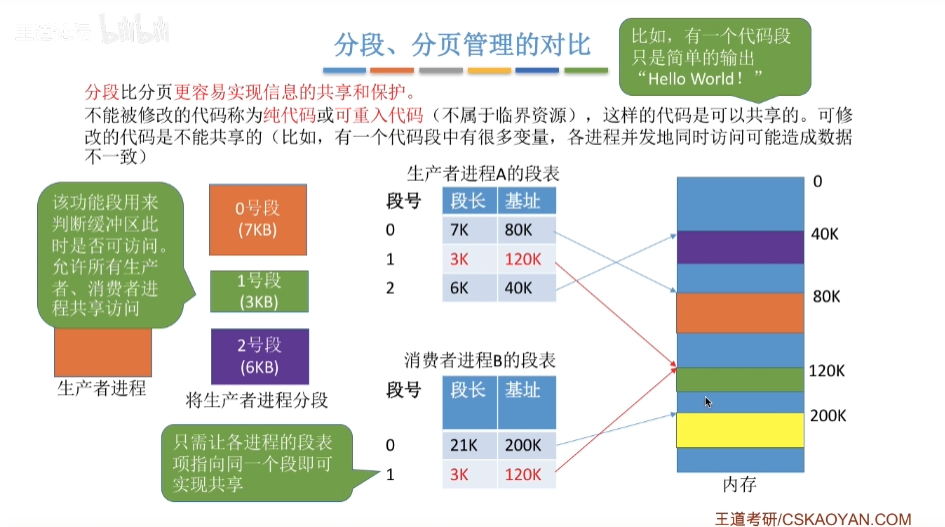 分段、分页管理的对比
比如，有一个代码段
只是简单的输出
“Hello World！”
分段比分页更容易实现信息的共享和保护。
不能被修改的代码称为纯代码或可重入代码（不属于临界资源），这样的代码是可以共享的。可修
改的代码是不能共享的（比如，有一个代码段中有很多变量，各进程并发地同时访问可能造成数据
不一致）
该功能段用来
判断缓冲区此
时是否可访问。
允许所有生产
者、消费者进
程共享访问
生产者进程
0号段
(7KB)
1号段
(3KB)
2号段
(6KB)
将生产者进程分段
生产者进程A的段表
段号 段长 基址
0 7K 80K
1 3K 120K
2 6K 40K
消费者进程B的段表
段号 段长 基址
0 21K 200K
1 3K 120K
只需让各进程的段表
项指向同一个段即可
实现共享
0
40K
80K
120K
200K
内存
王道考研/CSKAOYAN.COM
bilibili